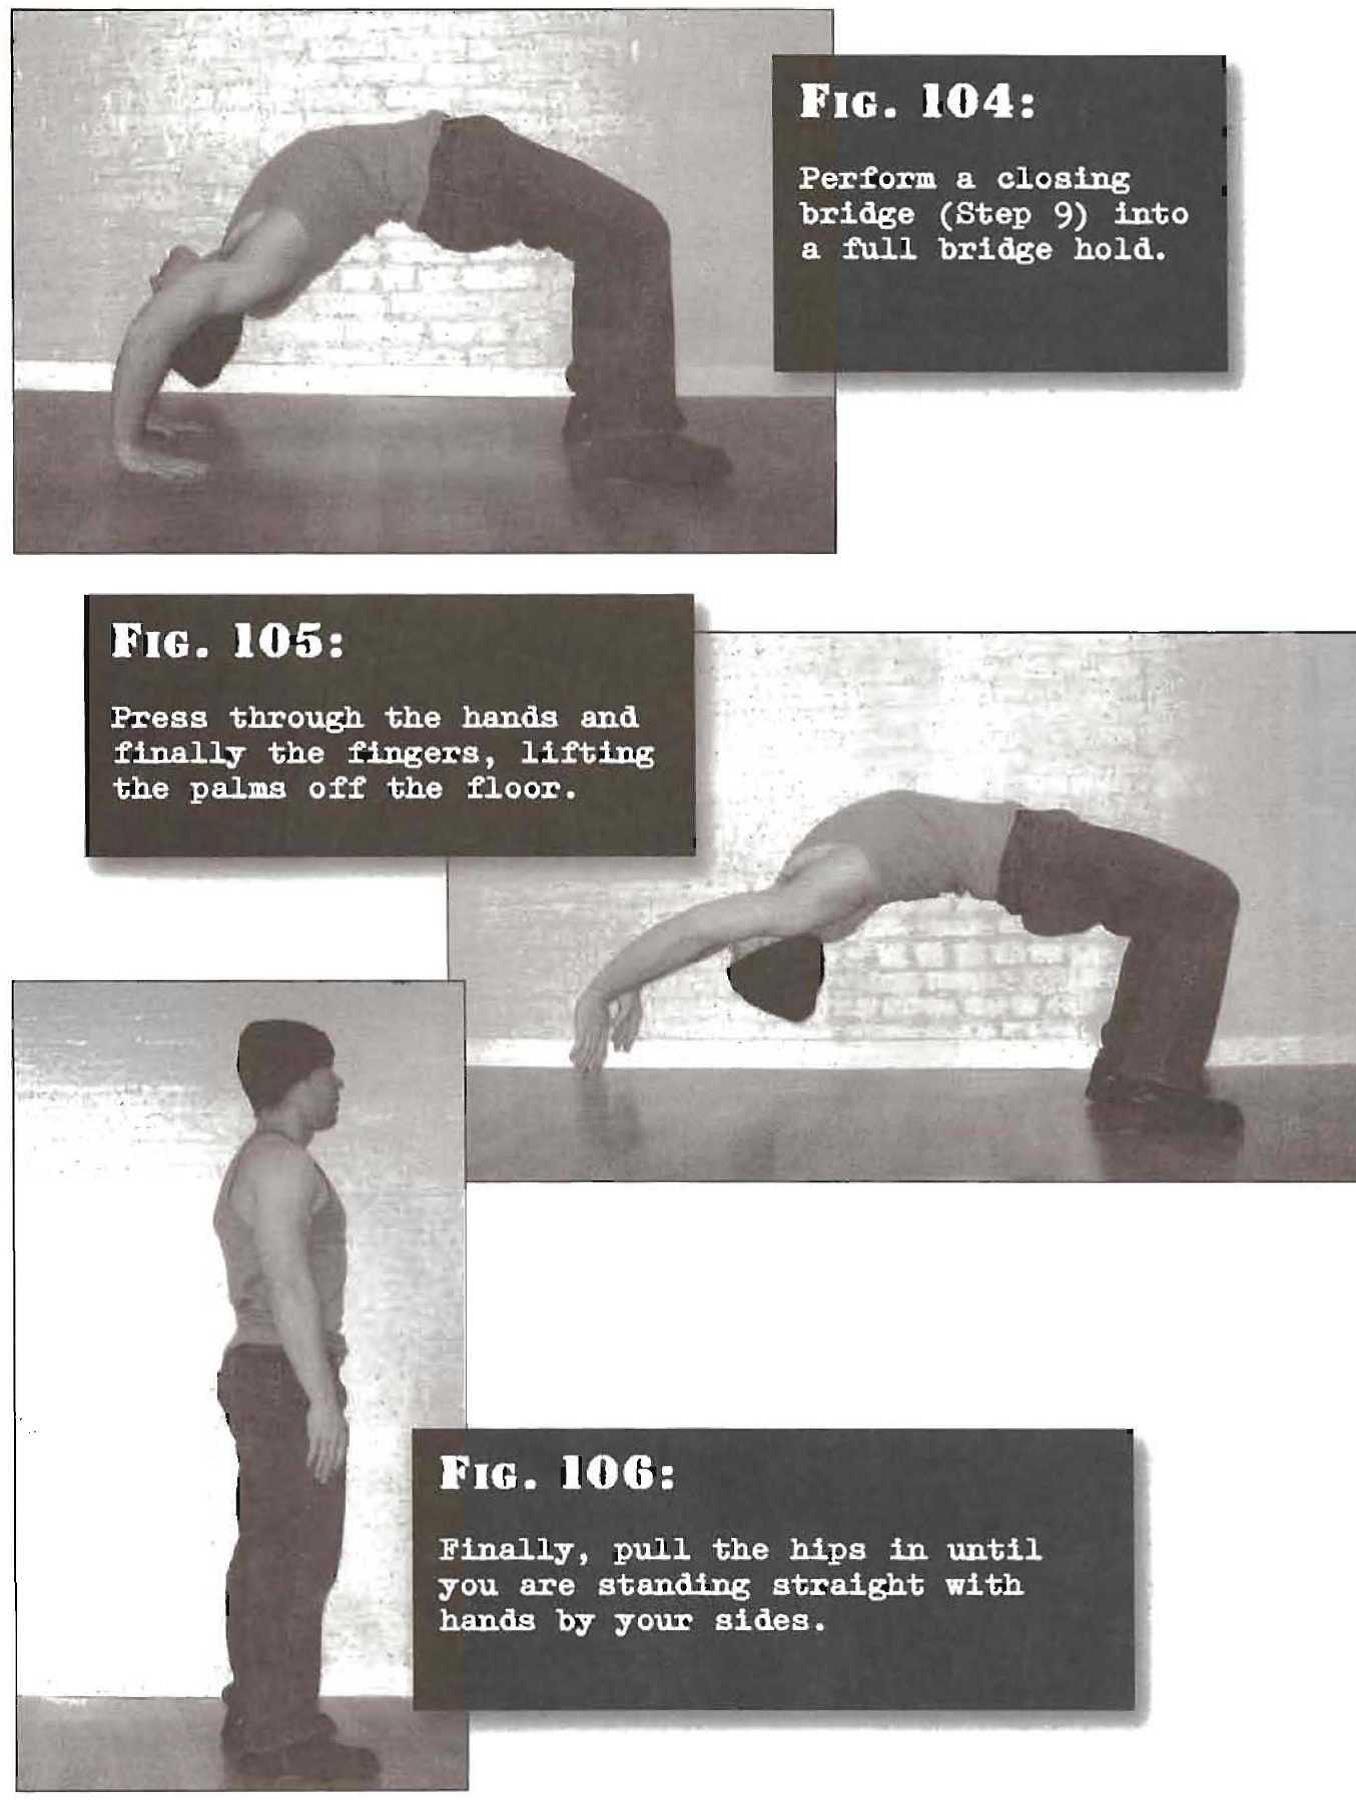 FIG. 104:
Perform a closing
bridge (Step 9) into
a full bridge hold.
FIG. 105:
Press through the hands and
finally the fingers, lifting
the palms off the floor.
FIG. 106:
Finally, pull the hips in until
you are standing straight with
hands by your sides.